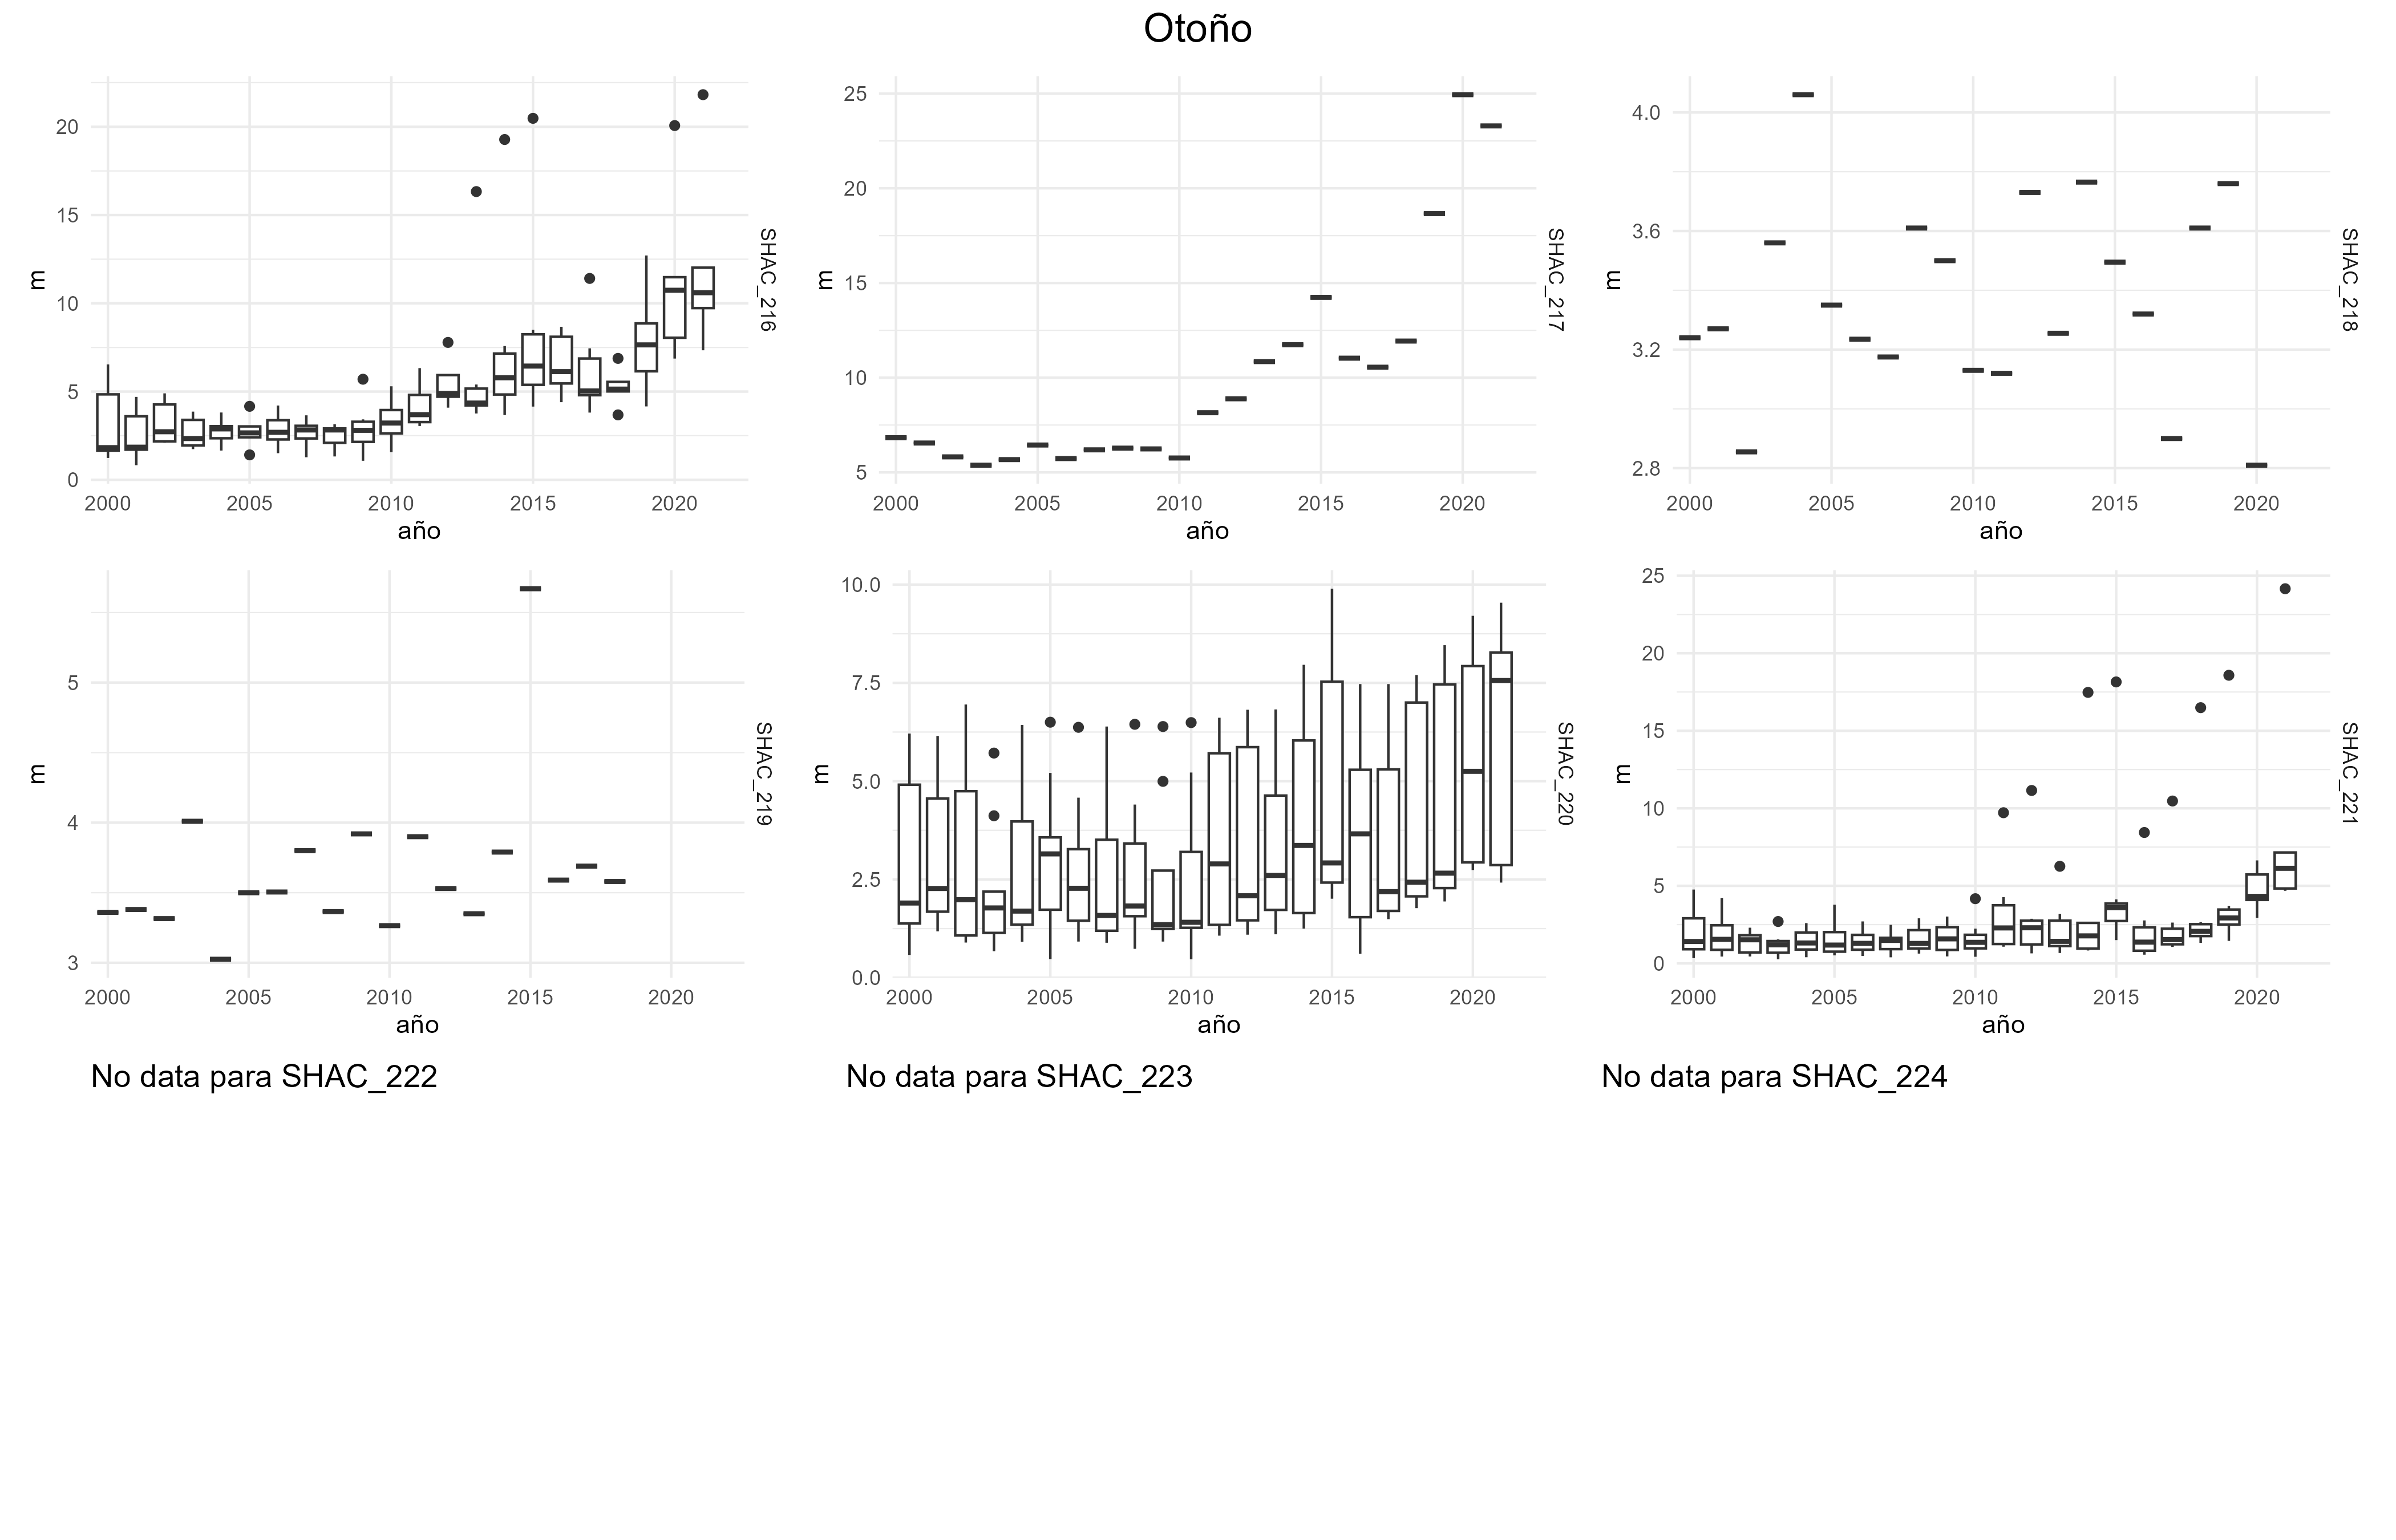 Otoño
20
15
10
5
0
m
SHAC_216
2000 2005 2010 2015 2020
año
25
20
15
10
5
m
SHAC_217
2000 2005 2010 2015 2020
año
4.0
3.6
3.2
2.8
m
SHAC_218
2000 2005 2010 2015 2020
año
5
4
3
m
SHAC_219
2000 2005 2010 2015 2020
año
10.0
7.5
5.0
2.5
0.0
m
SHAC_220
2000 2005 2010 2015 2020
año
25
20
15
10
5
0
m
SHAC_221
2000 2005 2010 2015 2020
año
No data para SHAC_222
No data para SHAC_223
No data para SHAC_224